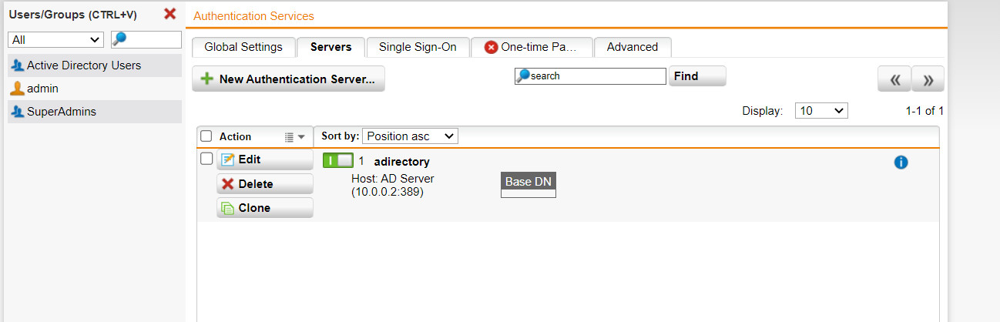 Users/Groups (CTRL+V)
All
Active Directory Users
admin
SuperAdmins
Authentication Services
Global Settings
Servers
Single Sign-On
One-time Pa...
Advanced
New Authentication Server...
search
Find
«
»
Display:
10
1-1 of 1
Action
Sort by:
Position asc
Edit
1 adirectory
Delete
Host: AD Server
(10.0.0.2:389)
Base DN
Clone